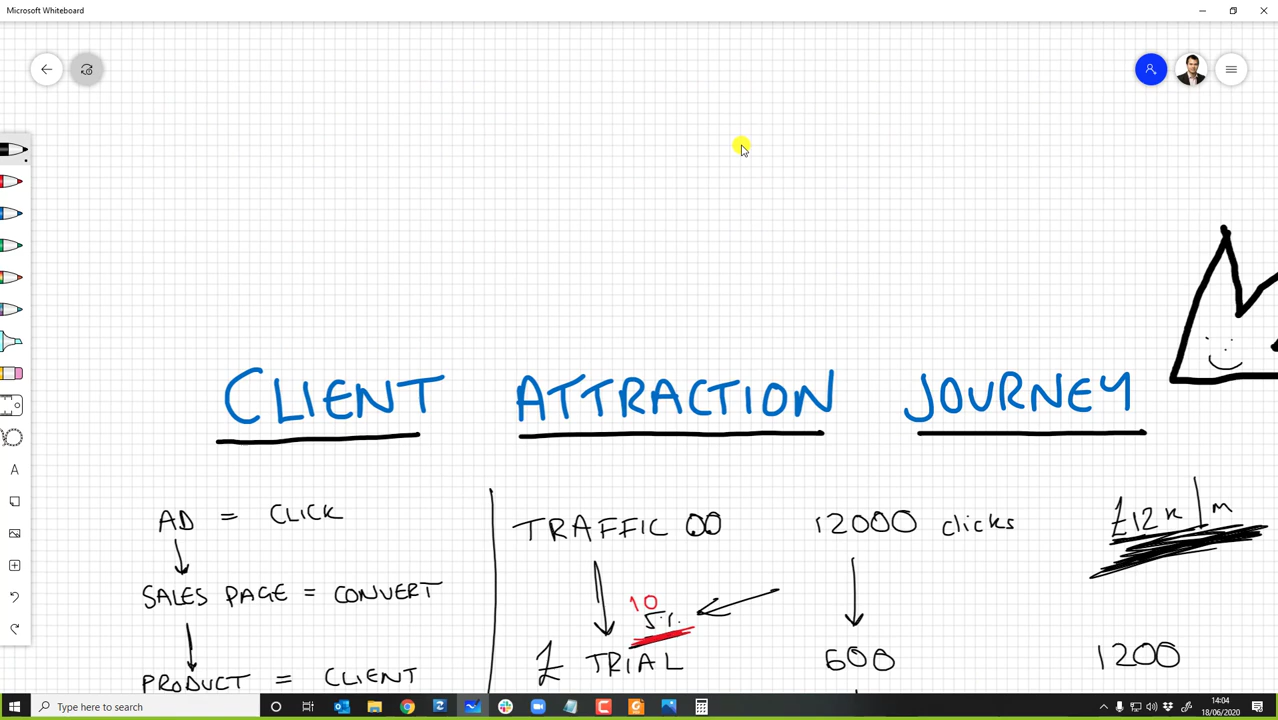 Microsoft Whiteboard
CLIENT ATTRACTION JOURNEY
AD = CLICK
SALES PAGE = CONVERT
PRODUCT = CLIENT
TRAFFIC 00
10
5%
£ TRIAL
12000 clicks
600
£12k/m
1200
A
Type here to search
14:04
18/06/2020